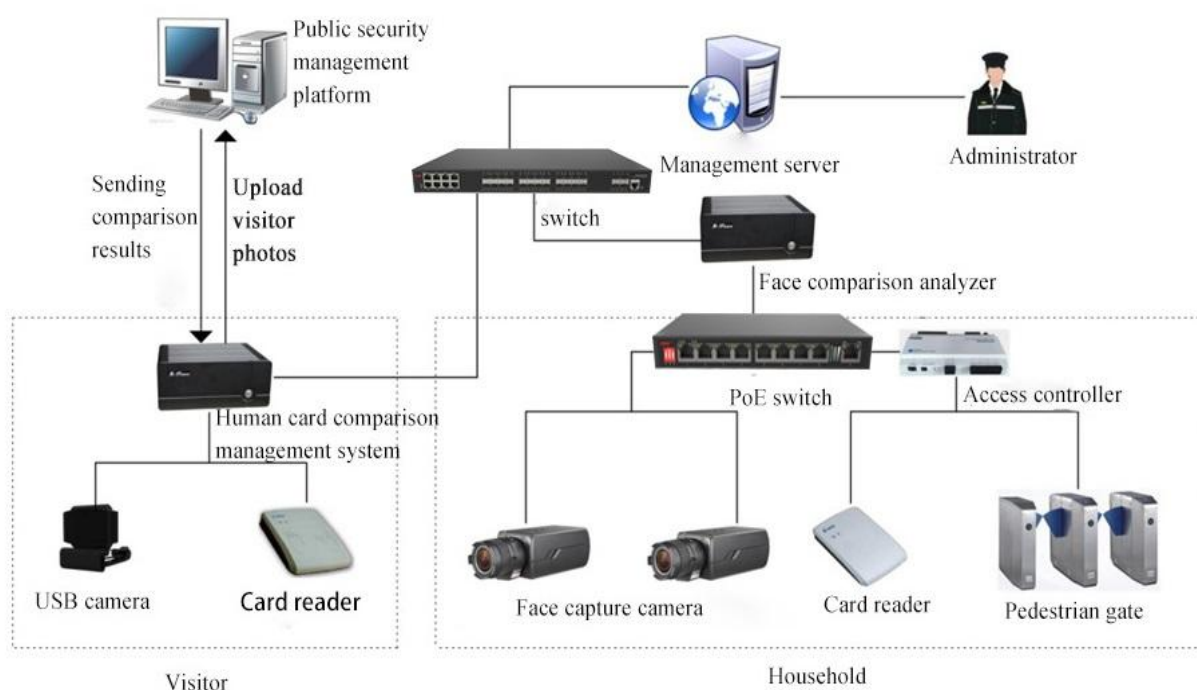 Public security
management
platform
Management server
Administrator
Sending
comparison
results
Upload
visitor
photos
switch
Face comparison analyzer
PoE switch
Access controller
Human card comparison
management system
USB camera
Card reader
Face capture camera
Card reader
Pedestrian gate
Visitor
Household